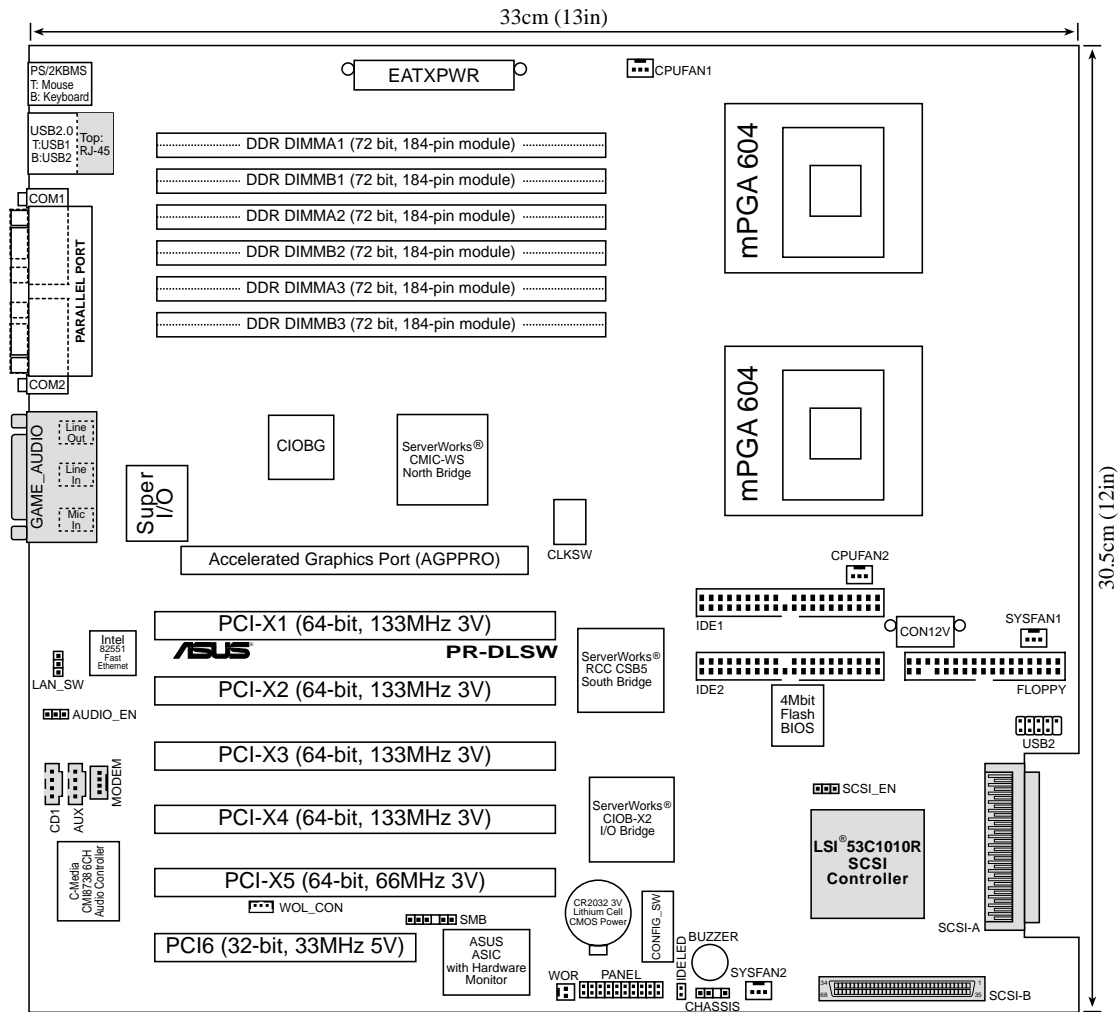 33cm (13in)
PS/2KBMS
T: Mouse
B: Keyboard
EATXPWR
CPUFAN1
USB2.0
T:USB1
B:USB2
Top:
RJ-45
DDR DIMMA1 (72 bit, 184-pin module)
DDR DIMMB1 (72 bit, 184-pin module)
DDR DIMMA2 (72 bit, 184-pin module)
DDR DIMMB2 (72 bit, 184-pin module)
DDR DIMMA3 (72 bit, 184-pin module)
DDR DIMMB3 (72 bit, 184-pin module)
mPGA 604
COM1
PARALLEL PORT
COM2
mPGA 604
30.5cm (12in)
GAME_AUDIO
Line
Out
Line
In
Mic
In
CIOBG
ServerWorks®
CMIC-WS
North Bridge
Super
I/O
CLKSW
Accelerated Graphics Port (AGPPRO)
CPUFAN2
IDE1
CON12V
SYSFAN1
PCI-X1 (64-bit, 133MHz 3V)
ASUS
PR-DLSW
Intel
82551
Fast
Ethernet
LAN_SW
ServerWorks®
RCC CSB5
South Bridge
IDE2
FLOPPY
PCI-X2 (64-bit, 133MHz 3V)
4Mbit
Flash
BIOS
AUDIO_EN
USB2
PCI-X3 (64-bit, 133MHz 3V)
CD1
AUX
MODEM
SCSI_EN
PCI-X4 (64-bit, 133MHz 3V)
ServerWorks®
CIOB-X2
I/O Bridge
LSI®53C1010R
SCSI
Controller
C-Media
CMI8738 6CH
Audio Controller
PCI-X5 (64-bit, 66MHz 3V)
WOL_CON
SMB
CR2032 3V
Lithium Cell
CMOS Power
CONFIG_SW
SCSI-A
PCI6 (32-bit, 33MHz 5V)
ASUS
ASIC
with Hardware
Monitor
WOR
PANEL
IDELED
BUZZER
CHASSIS
SYSFAN2
34
1
68
35
SCSI-B